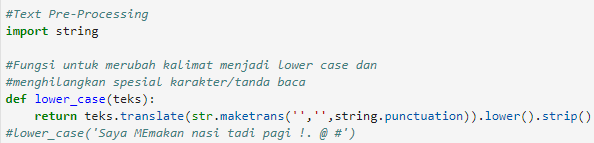 #Text Pre-Processing
import string
#Fungsi untuk merubah kalimat menjadi lower case dan
#menghilangkan spesial karakter/tanda baca
def lower_case(teks):
    return teks.translate(str.maketrans('','',string.punctuation)).lower().strip()
#lower_case('Saya MEmakan nasi tadi pagi !. @ #')